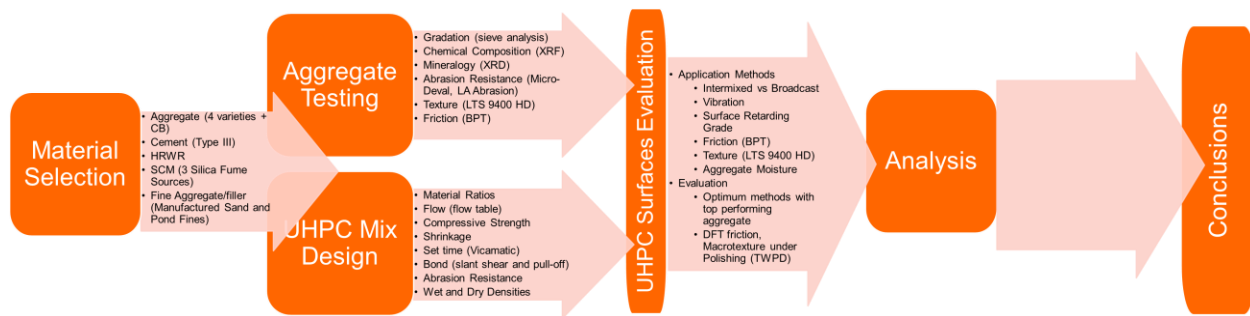 Material
Selection
• Aggregate (4 varieties +
CB)
• Cement (Type III)
• HRWR
• SCM (3 Silica Fume
Sources)
• Fine Aggregate/filler
(Manufactured Sand and
Pond Fines)
Aggregate
Testing
• Gradation (sieve analysis)
• Chemical Composition (XRF)
• Mineralogy (XRD)
• Abrasion Resistance (Micro-
Deval, LA Abrasion)
• Texture (LTS 9400 HD)
• Friction (BPT)
UHPC Mix
Design
• Material Ratios
• Flow (flow table)
• Compressive Strength
• Shrinkage
• Set time (Vicamatic)
• Bond (slant shear and pull-off)
• Abrasion Resistance
• Wet and Dry Densities
UHPC Surfaces Evaluation
• Application Methods
• Intermixed vs Broadcast
• Vibration
• Surface Retarding
Grade
• Friction (BPT)
• Texture (LTS 9400 HD)
• Aggregate Moisture
• Evaluation
• Optimum methods with
top performing
aggregate
• DFT friction,
Macrotexture under
Polishing (TWPD)
Analysis
Conclusions